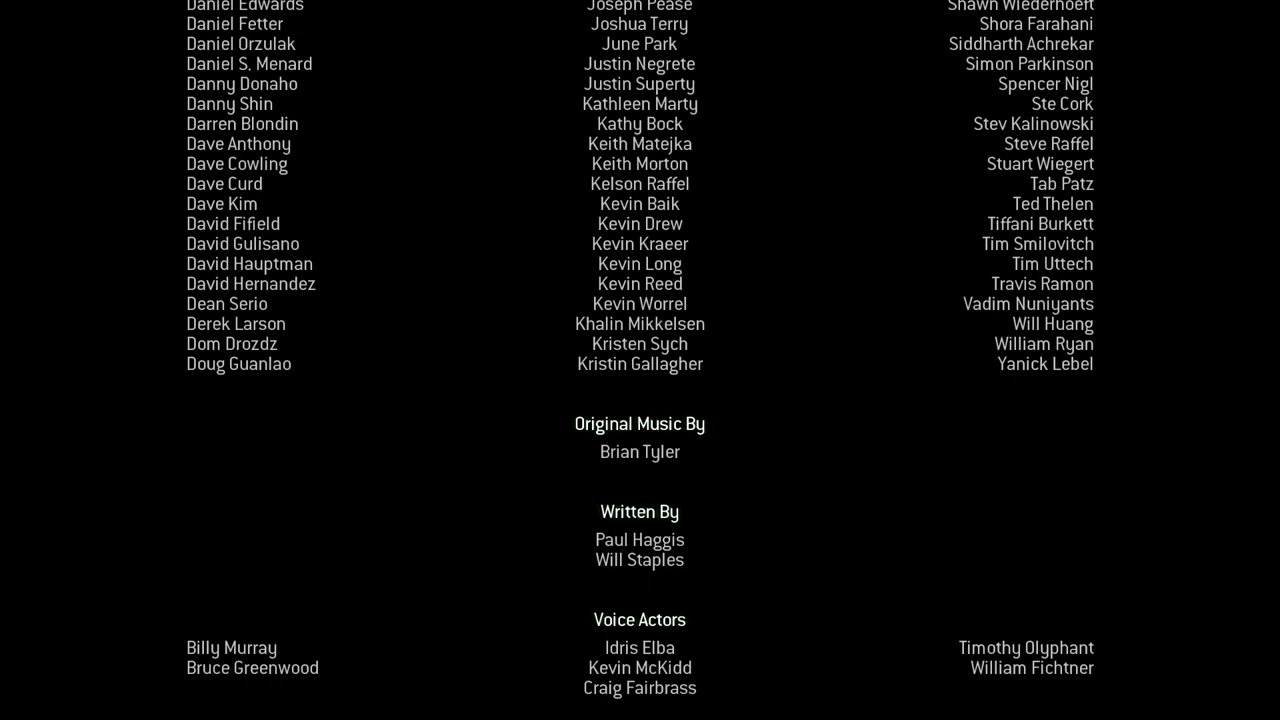 Daniel Edwards
Daniel Fetter
Daniel Orzulak
Daniel S. Menard
Danny Donaho
Danny Shin
Darren Blondin
Dave Anthony
Dave Cowling
Dave Curd
Dave Kim
David Fifield
David Gulisano
David Hauptman
David Hernandez
Dean Serio
Derek Larson
Dom Drozdz
Doug Guanlao
Joseph Pease
Joshua Terry
June Park
Justin Negrete
Justin Superty
Kathleen Marty
Kathy Bock
Keith Matejka
Keith Morton
Kelson Raffel
Kevin Baik
Kevin Drew
Kevin Kraeer
Kevin Long
Kevin Reed
Kevin Worrel
Khalin Mikkelsen
Kristen Sych
Kristin Gallagher
Shawn Wiederhoeft
Shora Farahani
Siddharth Achrekar
Simon Parkinson
Spencer Nigl
Ste Cork
Stev Kalinowski
Steve Raffel
Stuart Wiegert
Tab Patz
Ted Thelen
Tiffani Burkett
Tim Smilovitch
Tim Uttech
Travis Ramon
Vadim Nuniyants
Will Huang
William Ryan
Yanick Lebel
Original Music By
Brian Tyler
Written By
Paul Haggis
Will Staples
Voice Actors
Billy Murray
Bruce Greenwood
Idris Elba
Kevin McKidd
Craig Fairbrass
Timothy Olyphant
William Fichtner